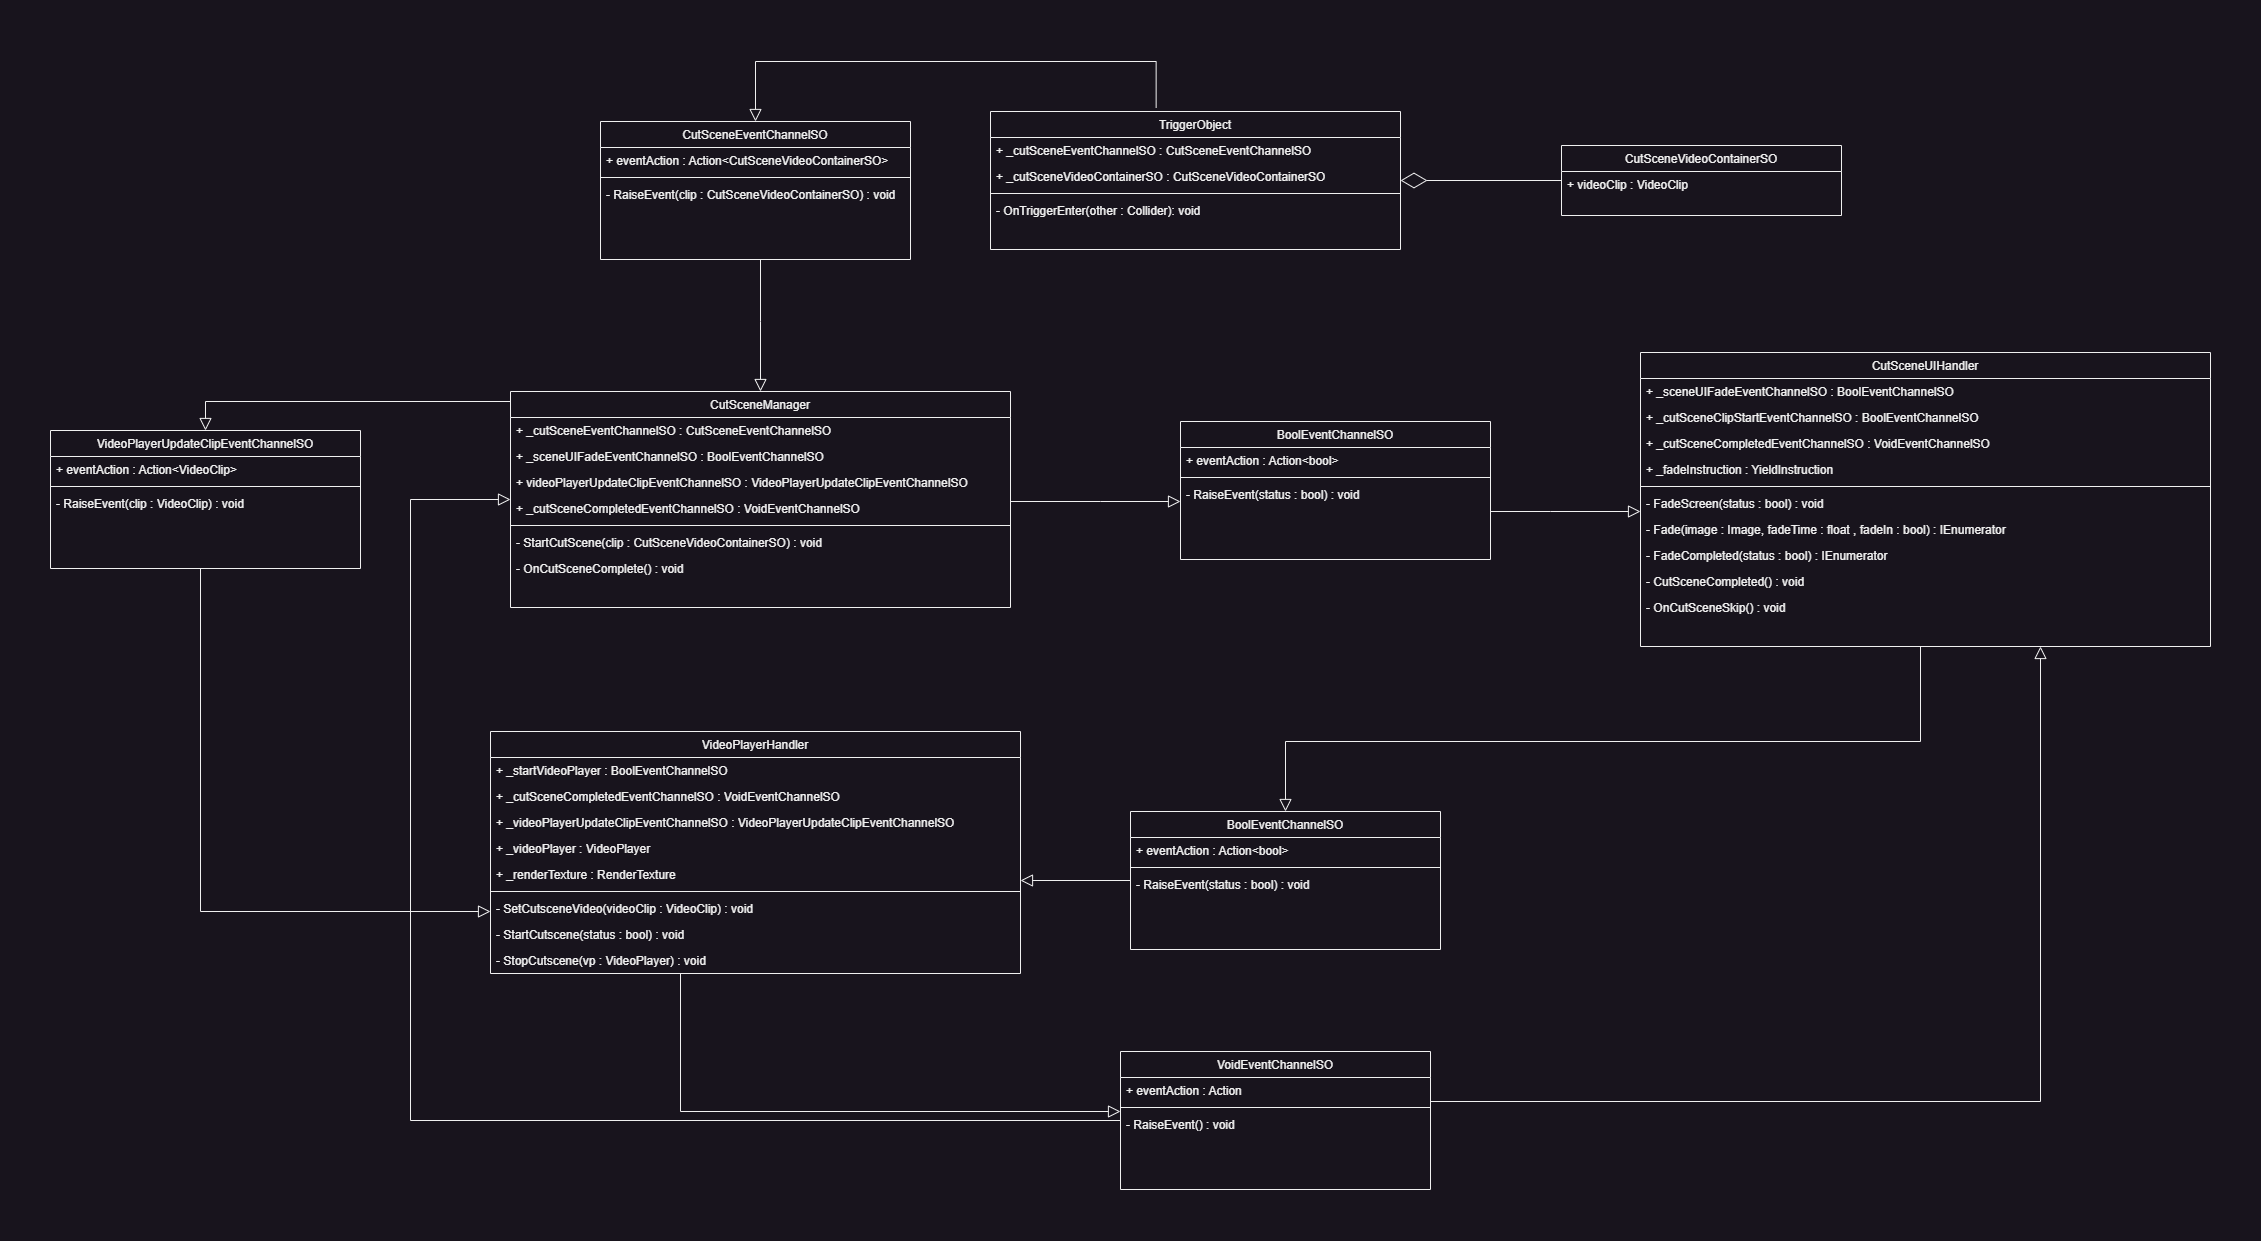 CutSceneEventChannelSO
+ eventAction : Action<CutSceneVideoContainerSO>
- RaiseEvent(clip : CutSceneVideoContainerSO) : void
TriggerObject
+ _cutSceneEventChannelSO : CutSceneEventChannelSO
+ _cutSceneVideoContainerSO : CutSceneVideoContainerSO
- OnTriggerEnter(other : Collider): void
CutSceneVideoContainerSO
+ videoClip : VideoClip
VideoPlayerUpdateClipEventChannelSO
+ eventAction : Action<VideoClip>
- RaiseEvent(clip : VideoClip) : void
CutSceneManager
+ _cutSceneEventChannelSO : CutSceneEventChannelSO
+ _sceneUIFadeEventChannelSO : BoolEventChannelSO
+ videoPlayerUpdateClipEventChannelSO : VideoPlayerUpdateClipEventChannelSO
+ _cutSceneCompletedEventChannelSO : VoidEventChannelSO
- StartCutScene(clip : CutSceneVideoContainerSO) : void
- OnCutSceneComplete() : void
BoolEventChannelSO
+ eventAction : Action<bool>
- RaiseEvent(status : bool) : void
CutSceneUIHandler
+ _sceneUIFadeEventChannelSO : BoolEventChannelSO
+ _cutSceneClipStartEventChannelSO : BoolEventChannelSO
+ _cutSceneCompletedEventChannelSO : VoidEventChannelSO
+ _fadeInstruction : YieldInstruction
- FadeScreen(status : bool) : void
- Fade(image : Image, fadeTime : float , fadeIn : bool) : IEnumerator
- FadeCompleted(status : bool) : IEnumerator
- CutSceneCompleted() : void
- OnCutSceneSkip() : void
VideoPlayerHandler
+ _startVideoPlayer : BoolEventChannelSO
+ _cutSceneCompletedEventChannelSO : VoidEventChannelSO
+ _videoPlayerUpdateClipEventChannelSO : VideoPlayerUpdateClipEventChannelSO
+ _videoPlayer : VideoPlayer
+ _renderTexture : RenderTexture
- SetCutsceneVideo(videoClip : VideoClip) : void
- StartCutscene(status : bool) : void
- StopCutscene(vp : VideoPlayer) : void
BoolEventChannelSO
+ eventAction : Action<bool>
- RaiseEvent(status : bool) : void
VoidEventChannelSO
+ eventAction : Action
- RaiseEvent() : void